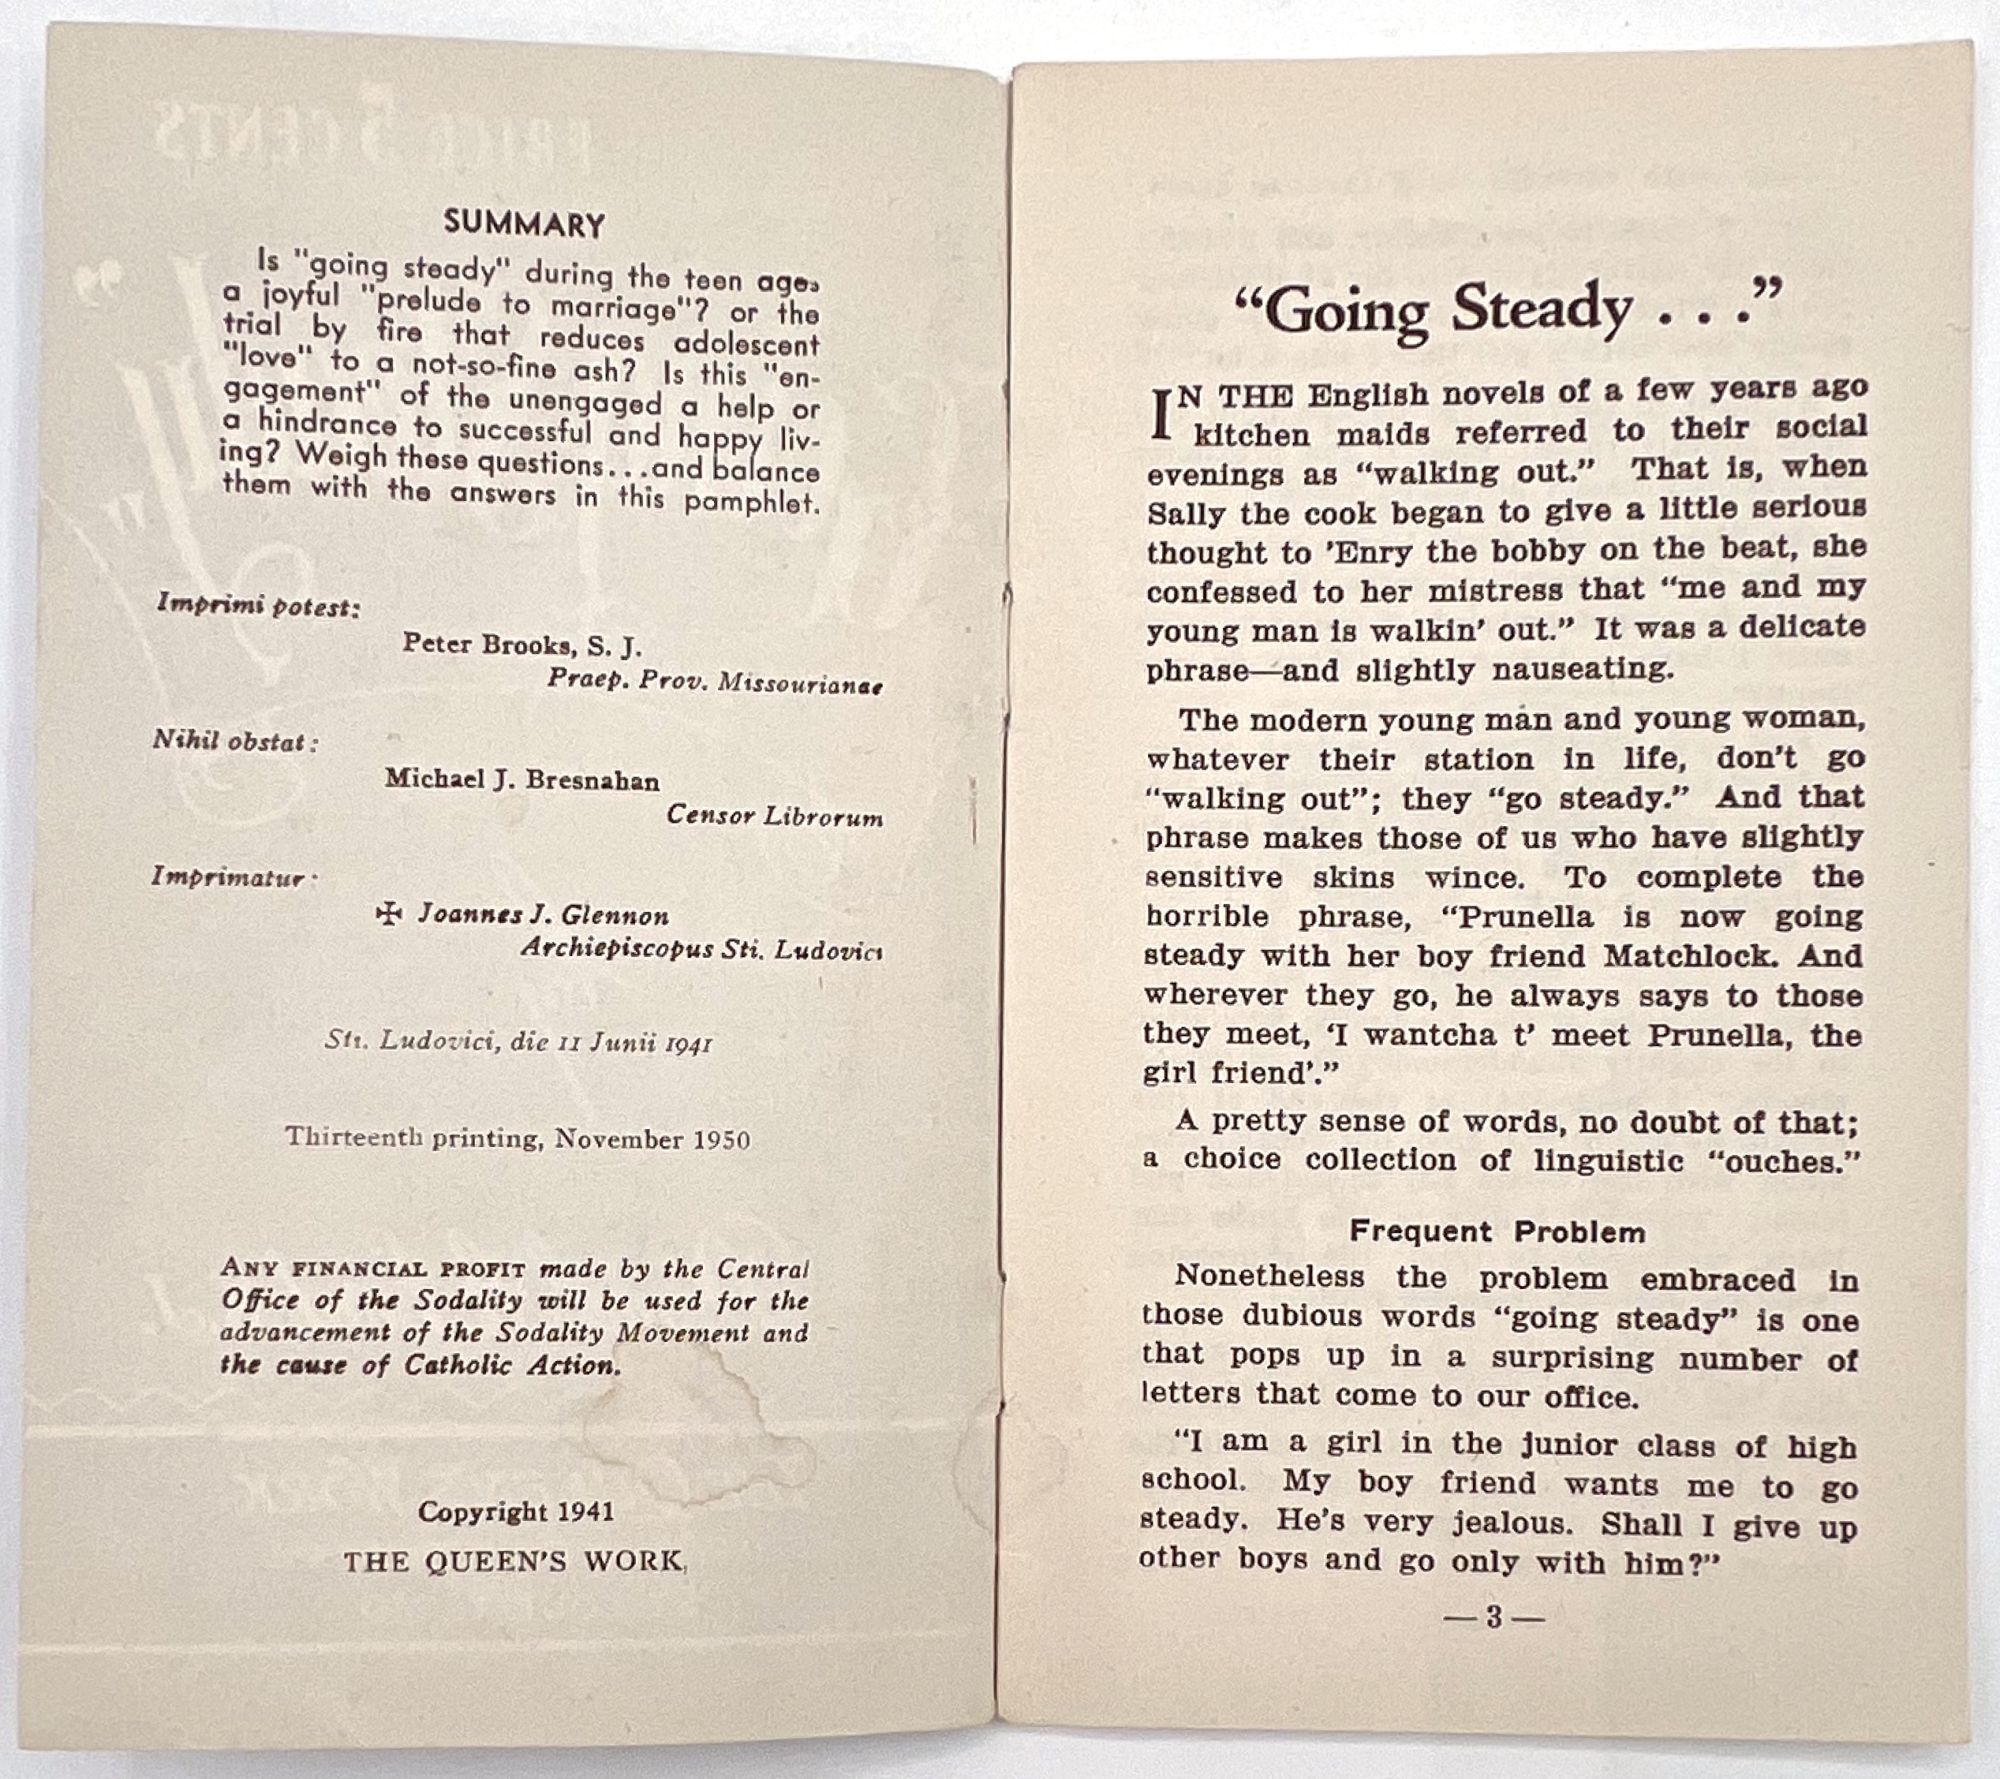 SUMMARY
Is "going steady" during the teen ages
a joyful "prelude to marriage"? or the
trial by fire that reduces adolescent
"love" to a not-so-fine ash? Is this "en-
gagement" of the unengaged a help or
a hindrance to successful and happy liv-
ing? Weigh these questions...and balance
them with the answers in this pamphlet.
Imprimi potest:
Peter Brooks, S. J.
Praep. Prov. Missourianae
Nihil obstat:
Michael J. Bresnahan
Censor Librorum
Imprimatur:
✠ Joannes J. Glennon
Archiepiscopus Sti. Ludovici
Sti. Ludovici, die 11 Junii 1941
Thirteenth printing, November 1950
ANY FINANCIAL PROFIT made by the Central
Office of the Sodality will be used for the
advancement of the Sodality Movement and
the cause of Catholic Action.
Copyright 1941
THE QUEEN'S WORK,
PRICE 5 CENTS
“Going Steady . . .”
IN THE English novels of a few years ago
kitchen maids referred to their social
evenings as “walking out.” That is, when
Sally the cook began to give a little serious
thought to ’Enry the bobby on the beat, she
confessed to her mistress that “me and my
young man is walkin’ out.” It was a delicate
phrase—and slightly nauseating.
The modern young man and young woman,
whatever their station in life, don’t go
“walking out”; they “go steady.” And that
phrase makes those of us who have slightly
sensitive skins wince. To complete the
horrible phrase, “Prunella is now going
steady with her boy friend Matchlock. And
wherever they go, he always says to those
they meet, ‘I wantcha t’ meet Prunella, the
girl friend’.”
A pretty sense of words, no doubt of that;
a choice collection of linguistic “ouches.”
Frequent Problem
Nonetheless the problem embraced in
those dubious words “going steady” is one
that pops up in a surprising number of
letters that come to our office.
“I am a girl in the junior class of high
school. My boy friend wants me to go
steady. He’s very jealous. Shall I give up
other boys and go only with him?”
— 3 —